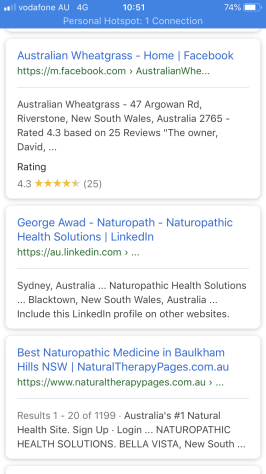 vodafone AU 4G 10:51 74%
Personal Hotspot: 1 Connection
Australian Wheatgrass - Home | Facebook
https://m.facebook.com › AustralianWhe...
Australian Wheatgrass - 47 Argowan Rd,
Riverstone, New South Wales, Australia 2765 -
Rated 4.3 based on 25 Reviews "The owner,
David, ...
Rating
4.3 ★★★★★ (25)
George Awad - Naturopath - Naturopathic
Health Solutions | LinkedIn
https://au.linkedin.com › ...
Sydney, Australia ... Naturopathic Health Solutions
... Blacktown, New South Wales, Australia ...
Include this LinkedIn profile on other websites.
Best Naturopathic Medicine in Baulkham
Hills NSW | NaturalTherapyPages.com.au
https://www.naturaltherapypages.com.au › ...
Results 1 - 20 of 1199 · Australia's #1 Natural
Health Site. Sign Up · Login ... NATUROPATHIC
HEALTH SOLUTIONS. BELLA VISTA, New South ...